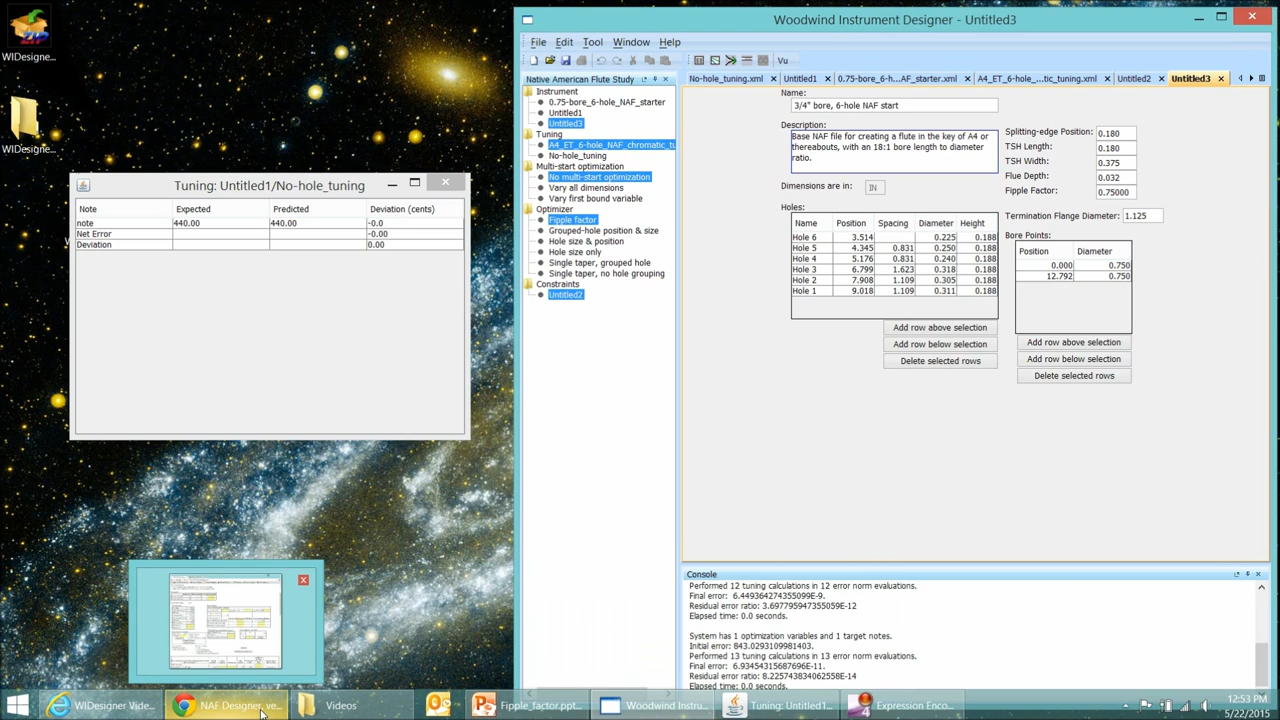 ZIP
WIDesigne...
WIDesigne...
Woodwind Instrument Designer - Untitled3
File Edit Tool Window Help
Vu
Native American Flute Study
Instrument
0.75-bore_6-hole_NAF_starter
Untitled1
Untitled3
Tuning
A4_ET_6-hole_NAF_chromatic_tu
No-hole_tuning
Multi-start optimization
No multi-start optimization
Vary all dimensions
Vary first bound variable
Optimizer
Fipple factor
Grouped-hole position & size
Hole size & position
Hole size only
Single taper, grouped hole
Single taper, no hole grouping
Constraints
Untitled2
No-hole_tuning.xml Untitled1 0.75-bore_6-h...AF_starter.xml A4_ET_6-hole_...tic_tuning.xml Untitled2 Untitled3
Name:
3/4" bore, 6-hole NAF start
Description:
Base NAF file for creating a flute in the key of A4 or
thereabouts, with an 18:1 bore length to diameter
ratio.
Dimensions are in: IN
Holes:
Name Position Spacing Diameter Height
Hole 6 3.514 0.225 0.188
Hole 5 4.345 0.831 0.250 0.188
Hole 4 5.176 0.831 0.240 0.188
Hole 3 6.799 1.623 0.318 0.188
Hole 2 7.908 1.109 0.305 0.188
Hole 1 9.018 1.109 0.311 0.188
Add row above selection
Add row below selection
Delete selected rows
Splitting-edge Position: 0.180
TSH Length: 0.180
TSH Width: 0.375
Flue Depth: 0.032
Fipple Factor: 0.75000
Termination Flange Diameter: 1.125
Bore Points:
Position Diameter
0.000 0.750
12.792 0.750
Add row above selection
Add row below selection
Delete selected rows
Tuning: Untitled1/No-hole_tuning
Note Expected Predicted Deviation (cents)
note 440.00 440.00 -0.0
Net Error -0.00
Deviation 0.00
Console
Performed 12 tuning calculations in 12 error norm evaluations.
Final error: 6.449364274355099E-9.
Residual error ratio: 3.697795947355059E-12
Elapsed time: 0.0 seconds.
System has 1 optimization variables and 1 target notes.
Initial error: 843.0293109981403.
Performed 13 tuning calculations in 13 error norm evaluations.
Final error: 6.93454315687696E-11.
Residual error ratio: 8.225743834062558E-14
Elapsed time: 0.0 seconds.
WIDesigner Vide...
NAF Designer, ve...
Videos
Fipple_factor.ppt...
Woodwind Instru...
Tuning: Untitled1...
Expression Enco...
12:53 PM
5/22/2015